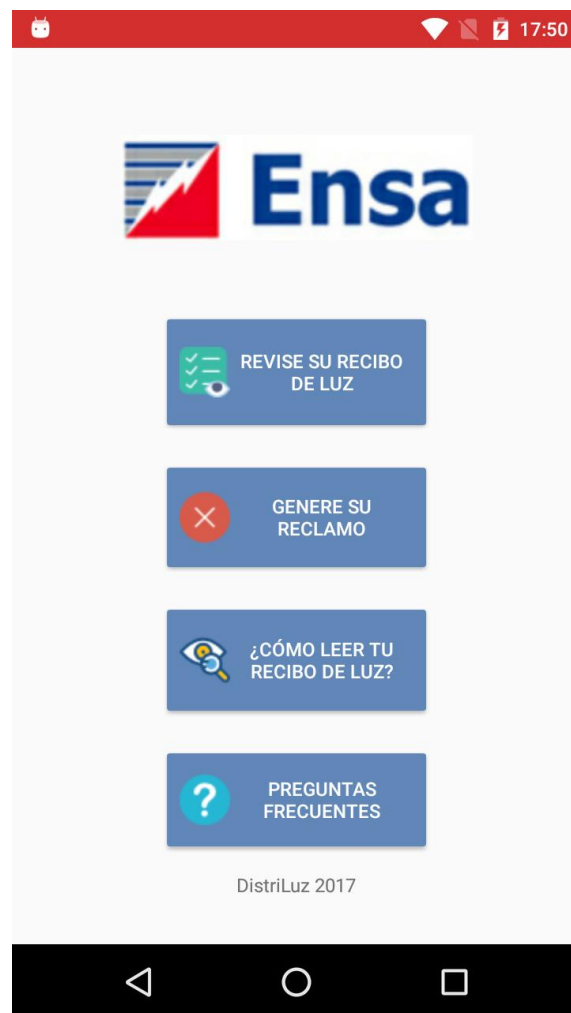 17:50
Ensa
REVISE SU RECIBO
DE LUZ
GENERE SU
RECLAMO
¿CÓMO LEER TU
RECIBO DE LUZ?
?
PREGUNTAS
FRECUENTES
DistriLuz 2017